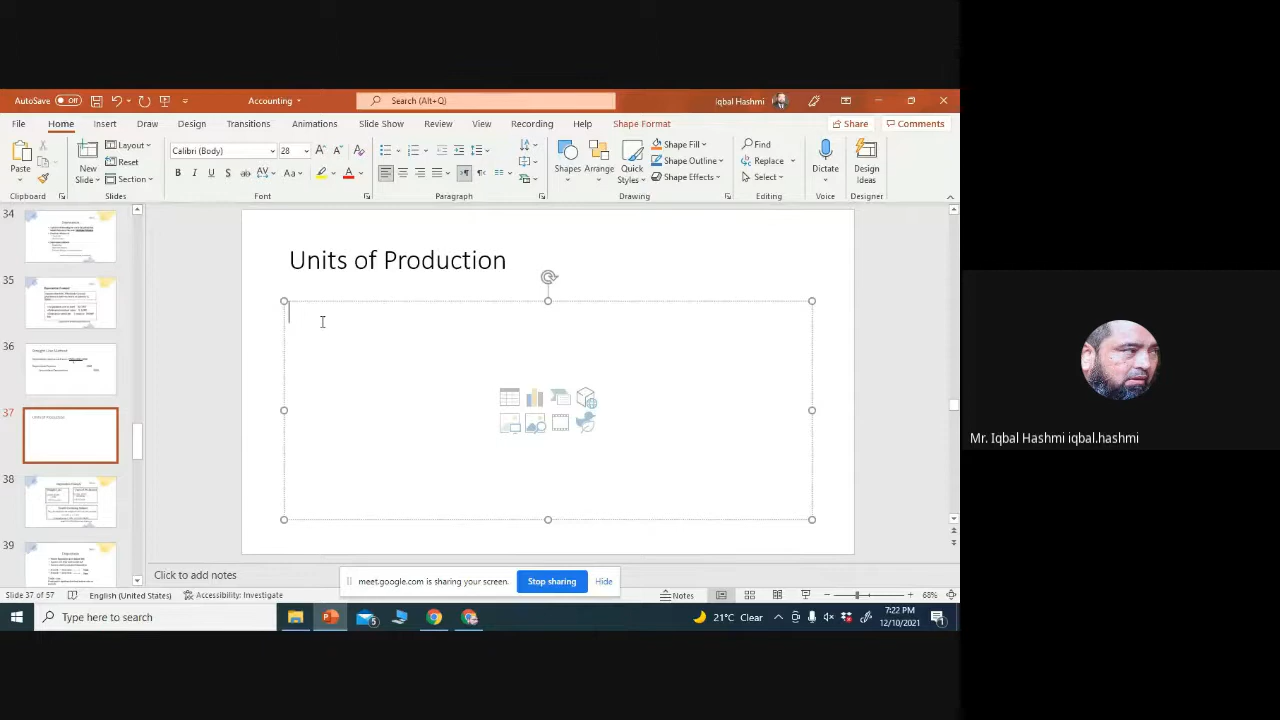 AutoSave Off
Accounting
Search (Alt+Q)
Iqbal Hashmi
File Home Insert Draw Design Transitions Animations Slide Show Review View Recording Help Shape Format
Share Comments
Paste
Clipboard
New
Slide
Layout
Reset
Section
Slides
Calibri (Body) 28
B I U S ab AV Aa A
Font
Paragraph
Shapes
Arrange
Quick
Styles
Shape Fill
Shape Outline
Shape Effects
Drawing
Find
Replace
Select
Editing
Dictate
Voice
Design
Ideas
Designer
34
35
36
37
38
39
Units of Production
Mr. Iqbal Hashmi iqbal.hashmi
Click to add notes
meet.google.com is sharing your screen. Stop sharing Hide
Slide 37 of 57 English (United States) Accessibility: Investigate Notes 68%
Type here to search
5
21°C Clear
7:22 PM
12/10/2021
1